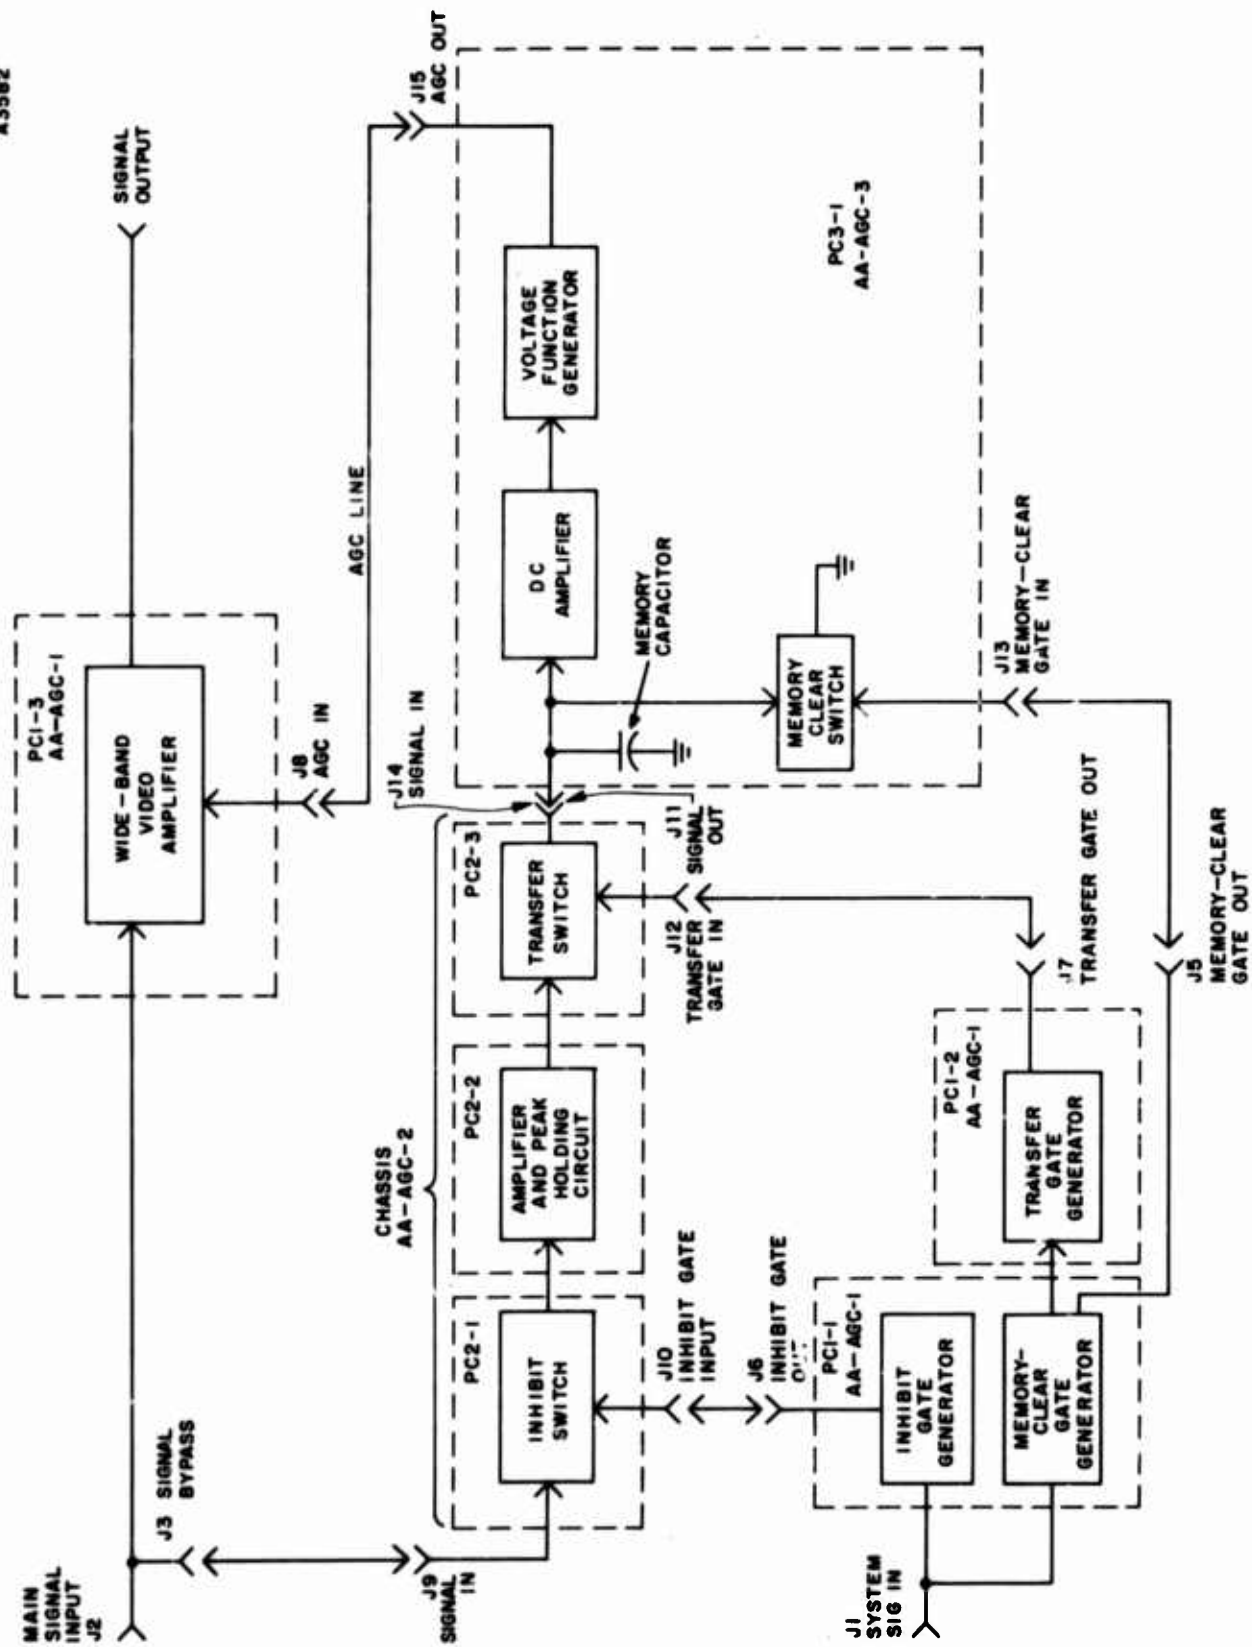 A3582
MAIN
SIGNAL
INPUT
J2
J3 SIGNAL
BYPASS
PC1-3
AA-AGC-1
WIDE-BAND
VIDEO
AMPLIFIER
SIGNAL
OUTPUT
J8
AGC IN
AGC LINE
J15
AGC OUT
J9
SIGNAL
IN
CHASSIS
AA-AGC-2
PC2-1
INHIBIT
SWITCH
PC2-2
AMPLIFIER
AND PEAK
HOLDING
CIRCUIT
PC2-3
TRANSFER
SWITCH
J14
SIGNAL IN
J11
SIGNAL
OUT
J12
TRANSFER
GATE IN
DC
AMPLIFIER
VOLTAGE
FUNCTION
GENERATOR
MEMORY
CAPACITOR
MEMORY
CLEAR
SWITCH
PC3-1
AA-AGC-3
J13
MEMORY-CLEAR
GATE IN
J10
INHIBIT GATE
INPUT
J6
INHIBIT GATE
J1
SYSTEM
SIG IN
PC1-1
AA-AGC-1
INHIBIT
GATE
GENERATOR
MEMORY-
CLEAR
GATE
GENERATOR
PC1-2
AA-AGC-1
TRANSFER
GATE
GENERATOR
J7
TRANSFER GATE OUT
J5
MEMORY-CLEAR
GATE OUT